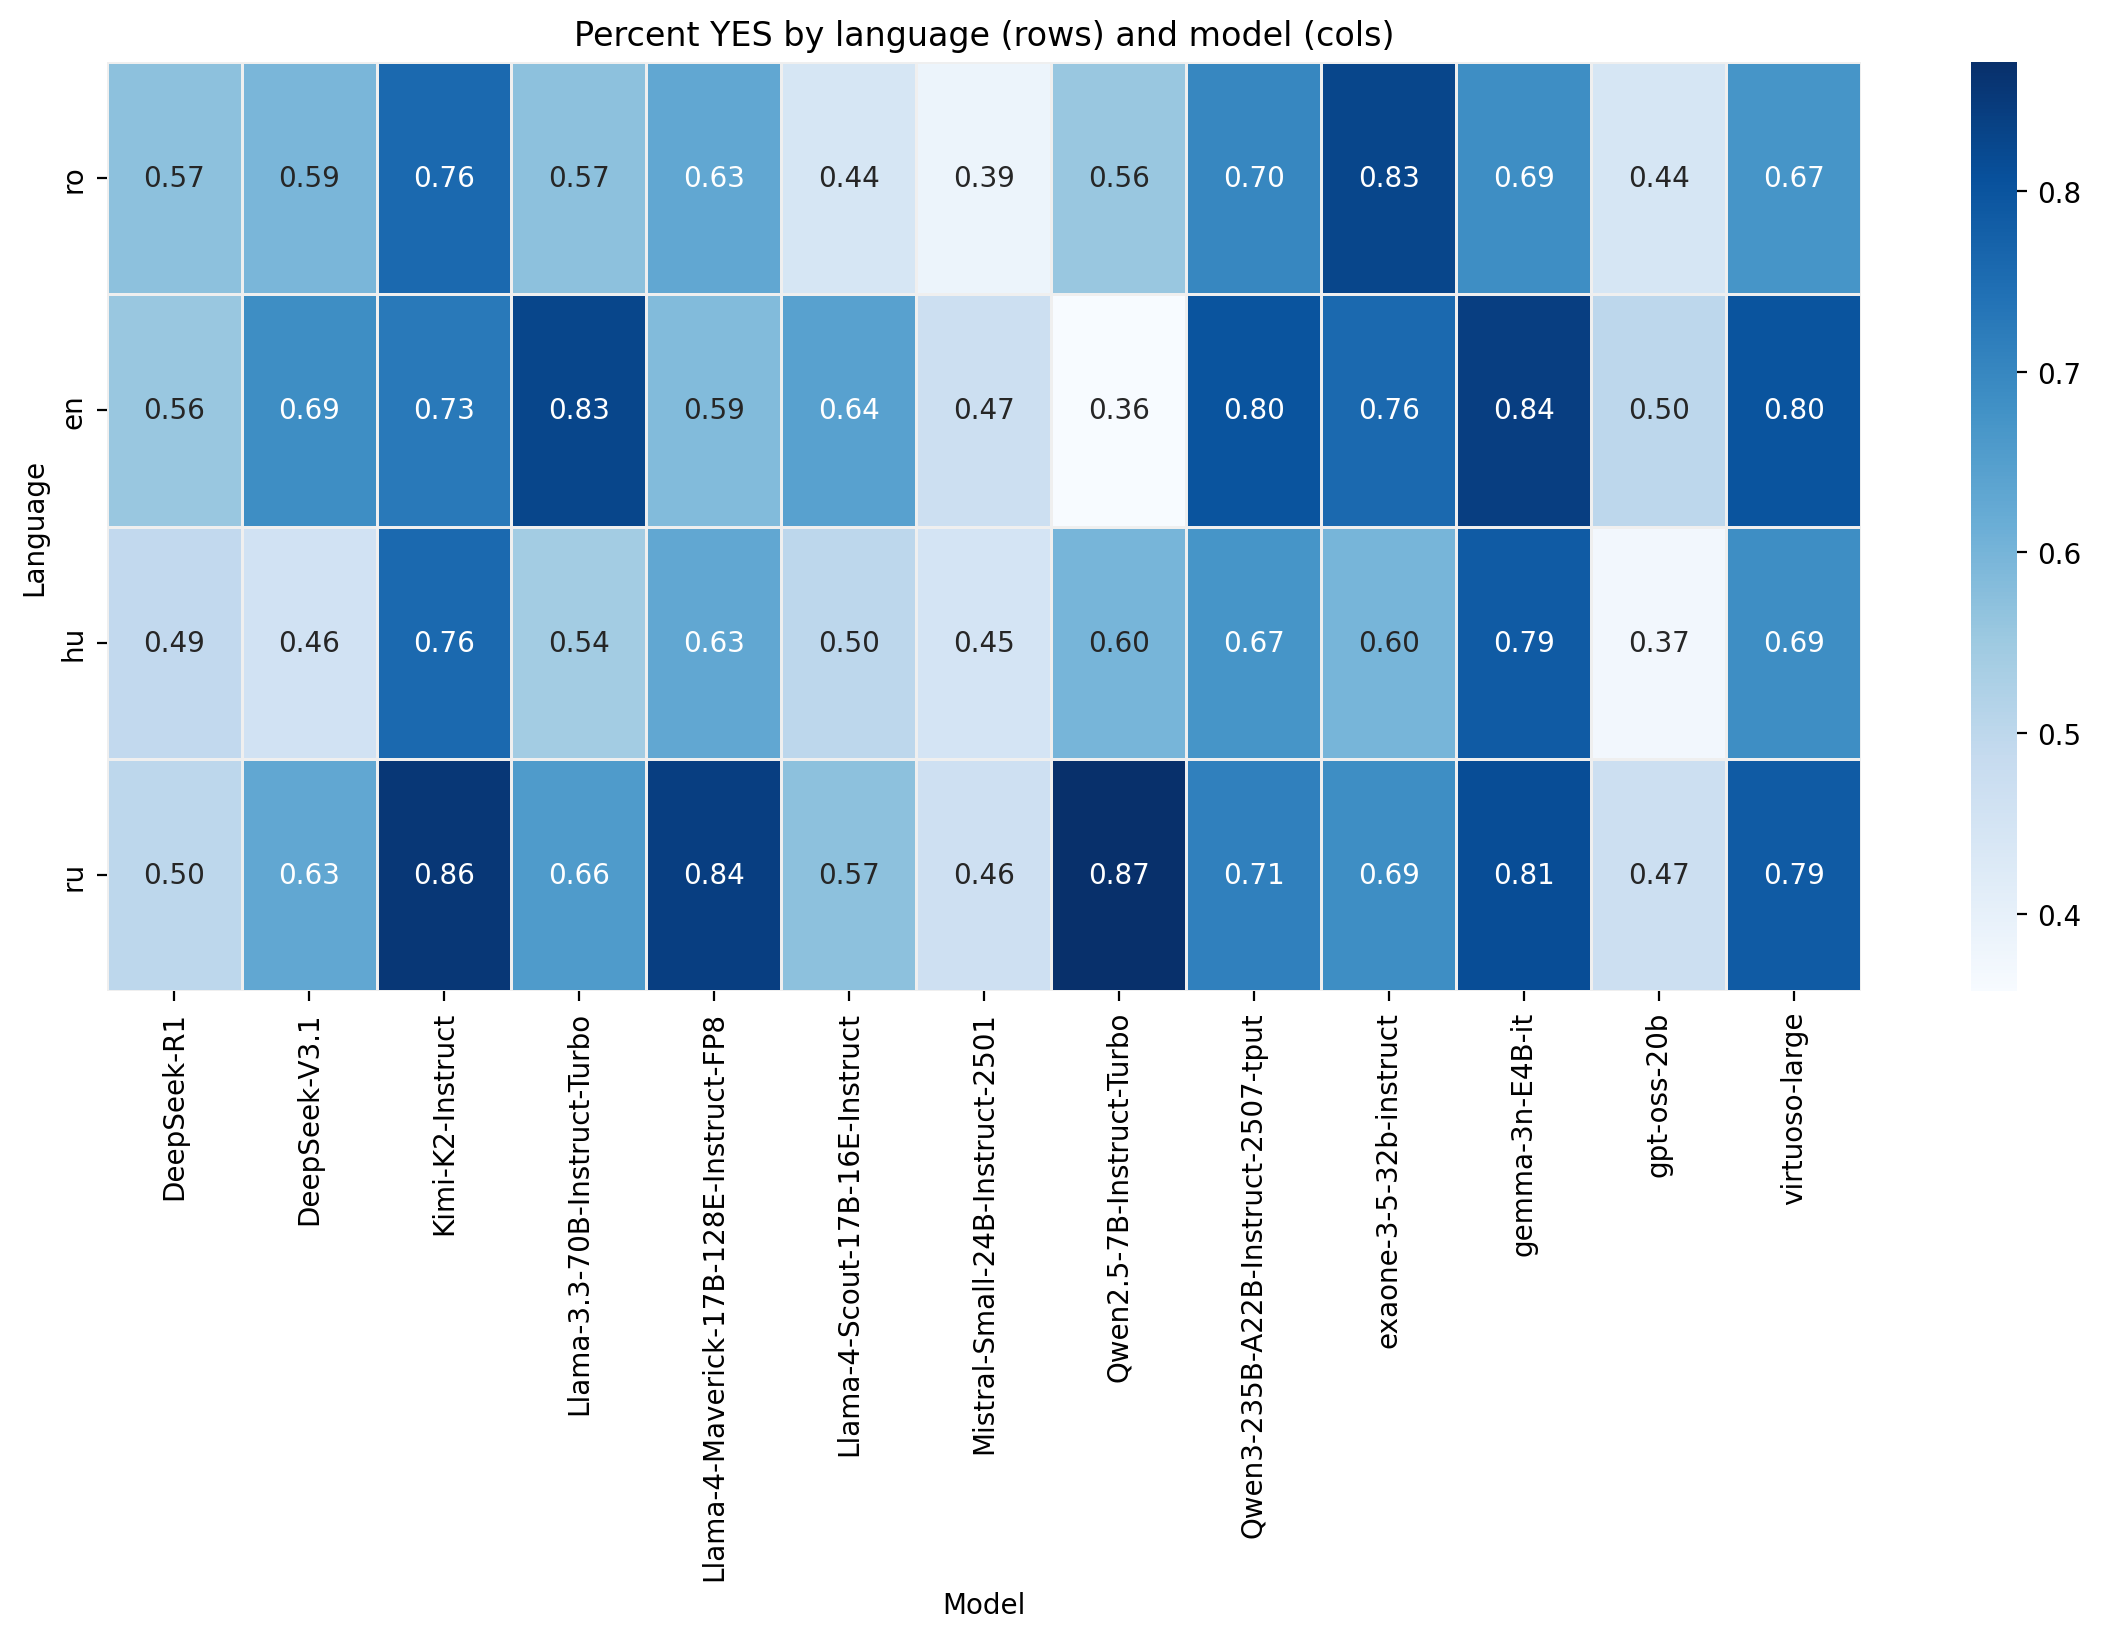 Percent YES by language (rows) and model (cols)
Language
ro
0.57 0.59 0.76 0.57 0.63 0.44 0.39 0.56 0.70 0.83 0.69 0.44 0.67
en
0.56 0.69 0.73 0.83 0.59 0.64 0.47 0.36 0.80 0.76 0.84 0.50 0.80
hu
0.49 0.46 0.76 0.54 0.63 0.50 0.45 0.60 0.67 0.60 0.79 0.37 0.69
ru
0.50 0.63 0.86 0.66 0.84 0.57 0.46 0.87 0.71 0.69 0.81 0.47 0.79
DeepSeek-R1
DeepSeek-V3.1
Kimi-K2-Instruct
Llama-3.3-70B-Instruct-Turbo
Llama-4-Maverick-17B-128E-Instruct-FP8
Llama-4-Scout-17B-16E-Instruct
Mistral-Small-24B-Instruct-2501
Qwen2.5-7B-Instruct-Turbo
Qwen3-235B-A22B-Instruct-2507-tput
exaone-3-5-32b-instruct
gemma-3n-E4B-it
gpt-oss-20b
virtuoso-large
Model
0.8
0.7
0.6
0.5
0.4